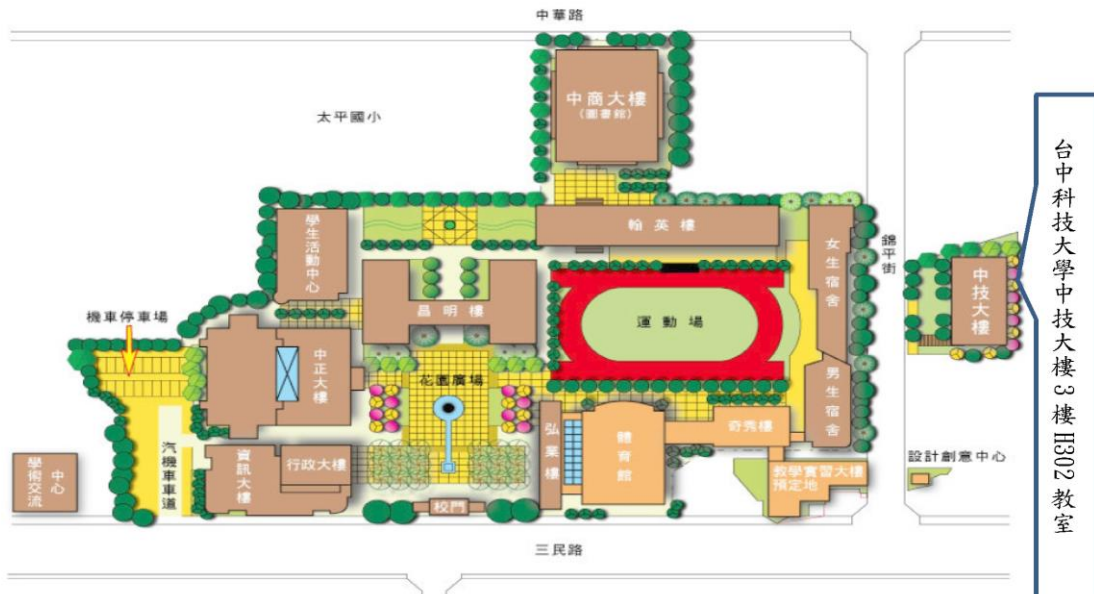 中華路
中商大樓
(圖書館)
太平國小
學生活動中心
翰英樓
女生宿舍
錦平街
中技大樓
台中科技大學中技大樓3樓H302教室
昌明樓
運動場
機車停車場
中正大樓
花園廣場
男生宿舍
弘業樓
體育館
奇秀樓
汽機車車道
資訊大樓
行政大樓
教學實習大樓
預定地
設計創意中心
學術交流
中心
校門
三民路